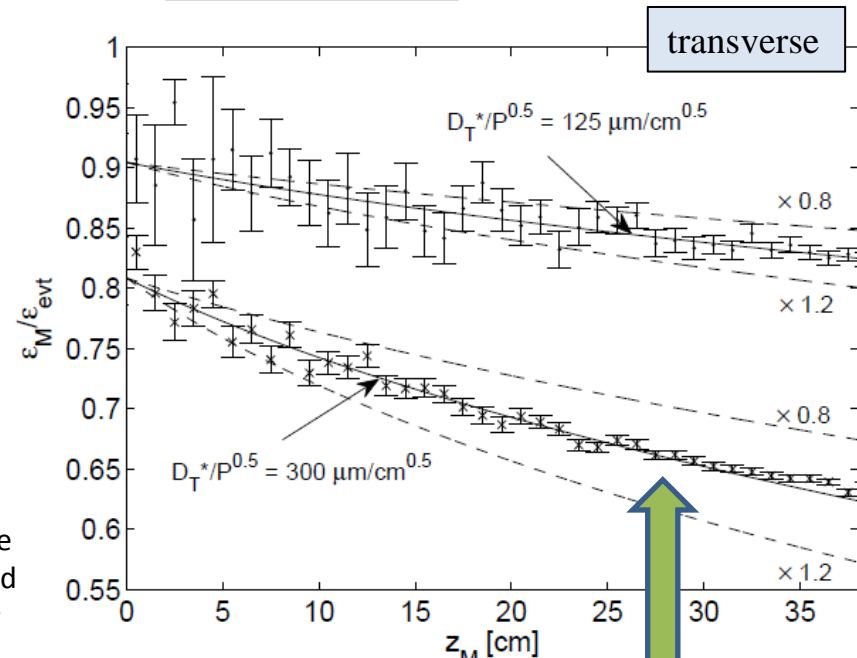 transverse
1
0.95
0.9
0.85
0.8
0.75
0.7
0.65
0.6
0.55
ε_M/ε_evt
D_T*/P^0.5 = 125 μm/cm^0.5
× 0.8
× 1.2
D_T*/P^0.5 = 300 μm/cm^0.5
× 0.8
× 1.2
0 5 10 15 20 25 30 35
z_M [cm]